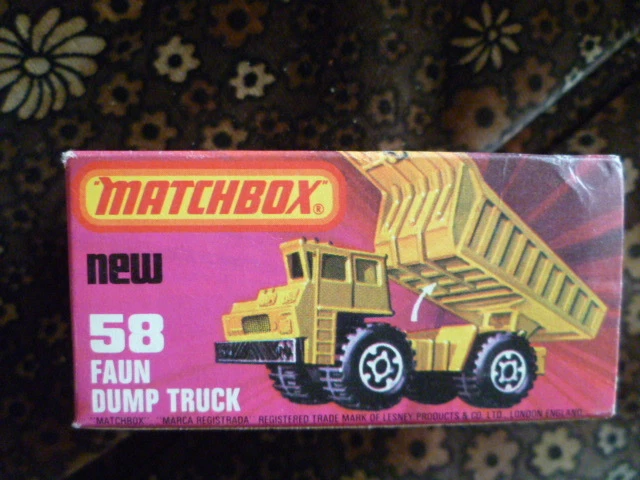 "MATCHBOX"®
new
58
FAUN
DUMP TRUCK
"MATCHBOX" "MARCA REGISTRADA" REGISTERED TRADE MARK OF LESNEY PRODUCTS & CO. LTD. LONDON ENGLAND